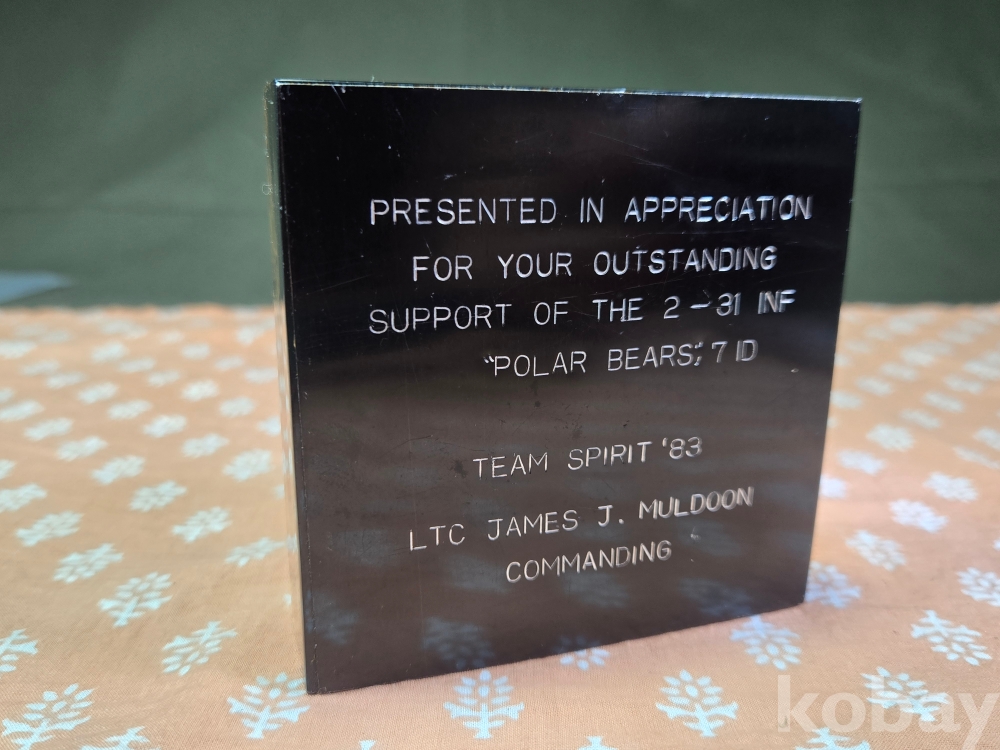 PRESENTED IN APPRECIATION
FOR YOUR OUTSTANDING
SUPPORT OF THE 2-31 INF
"POLAR BEARS", 7 ID
TEAM SPIRIT '83
LTC JAMES J. MULDOON
COMMANDING
kobay